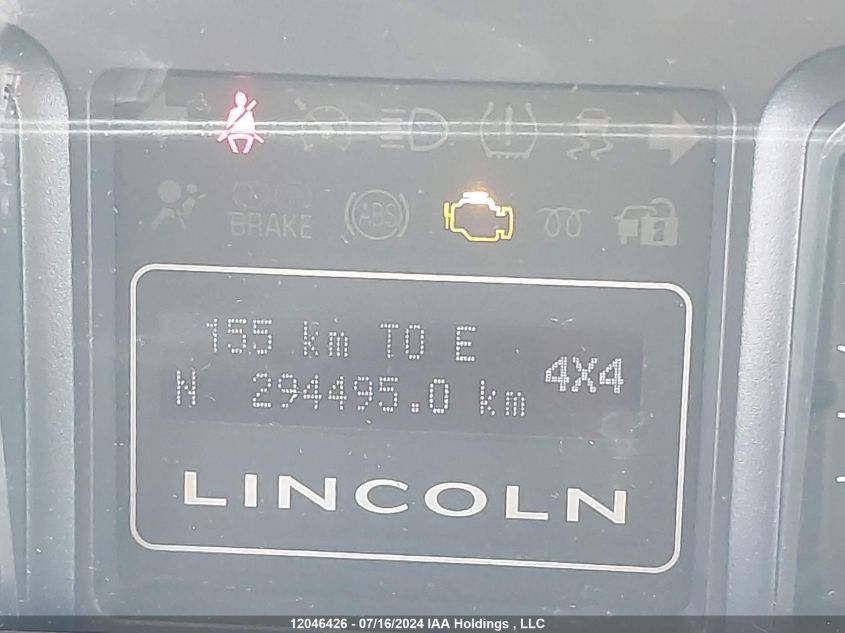 BRAKE
ABS
155 km TO E
4X4
N 294495.0 km
LINCOLN
12046426 - 07/16/2024 IAA Holdings , LLC